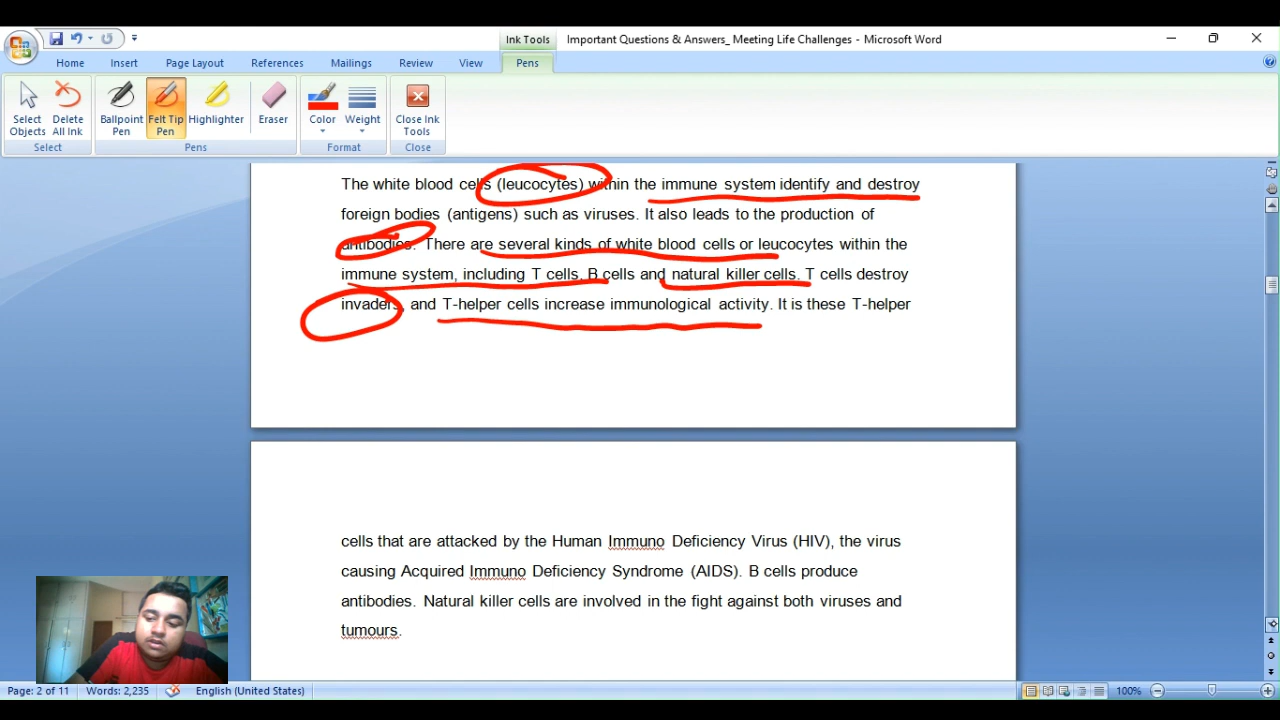 Ink Tools
Important Questions & Answers_ Meeting Life Challenges - Microsoft Word
Home Insert Page Layout References Mailings Review View Pens
Select Objects
Delete All Ink
Ballpoint Pen
Felt Tip Pen
Highlighter
Eraser
Color
Weight
Close Ink Tools
Select Pens Format Close
The white blood cells (leucocytes) within the immune system identify and destroy
foreign bodies (antigens) such as viruses. It also leads to the production of
antibodies. There are several kinds of white blood cells or leucocytes within the
immune system, including T cells, B cells and natural killer cells. T cells destroy
invaders, and T-helper cells increase immunological activity. It is these T-helper
cells that are attacked by the Human Immuno Deficiency Virus (HIV), the virus
causing Acquired Immuno Deficiency Syndrome (AIDS). B cells produce
antibodies. Natural killer cells are involved in the fight against both viruses and
tumours.
Page: 2 of 11 Words: 2,235 English (United States) 100%